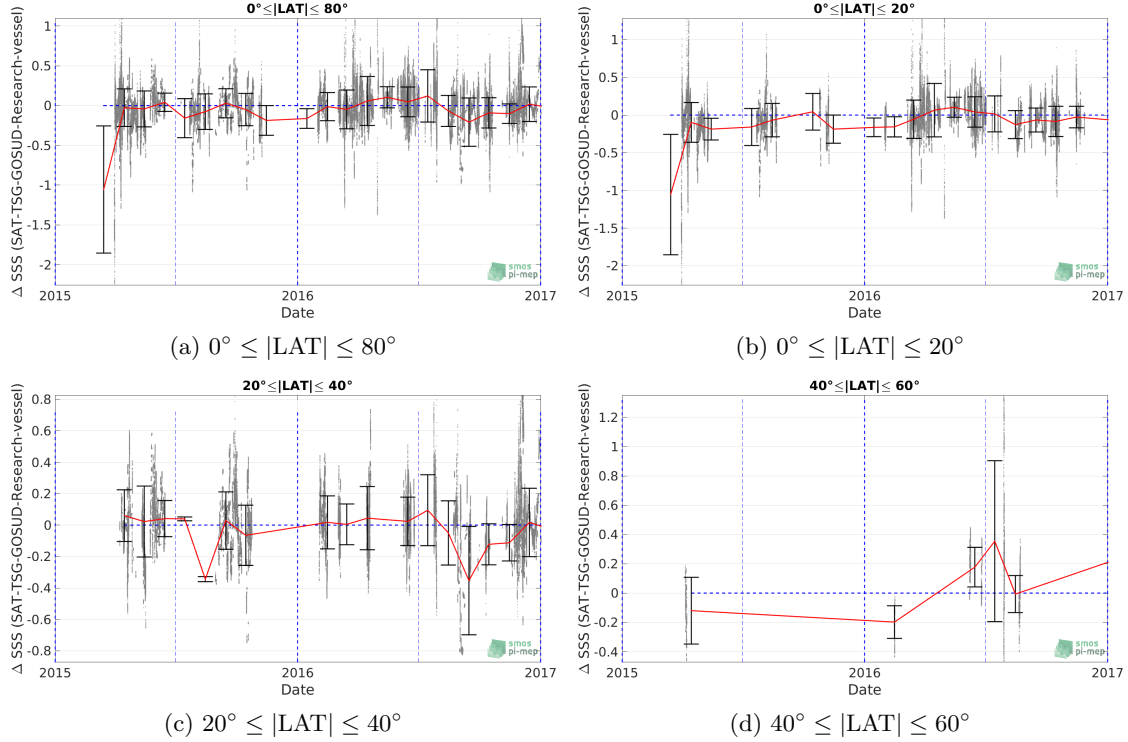 0°≤|LAT|≤ 80°
Δ SSS (SAT-TSG-GOSUD-Research-vessel)
1
0.5
0
-0.5
-1
-1.5
-2
2015
2016
2017
Date
smos
pi-mep
(a) 0° ≤ |LAT| ≤ 80°
0°≤|LAT|≤ 20°
Δ SSS (SAT-TSG-GOSUD-Research-vessel)
1
0.5
0
-0.5
-1
-1.5
-2
2015
2016
2017
Date
smos
pi-mep
(b) 0° ≤ |LAT| ≤ 20°
20°≤|LAT|≤ 40°
Δ SSS (SAT-TSG-GOSUD-Research-vessel)
0.8
0.6
0.4
0.2
0
-0.2
-0.4
-0.6
-0.8
2015
2016
2017
Date
smos
pi-mep
(c) 20° ≤ |LAT| ≤ 40°
40°≤|LAT|≤ 60°
Δ SSS (SAT-TSG-GOSUD-Research-vessel)
1.2
1
0.8
0.6
0.4
0.2
0
-0.2
-0.4
2015
2016
2017
Date
smos
pi-mep
(d) 40° ≤ |LAT| ≤ 60°